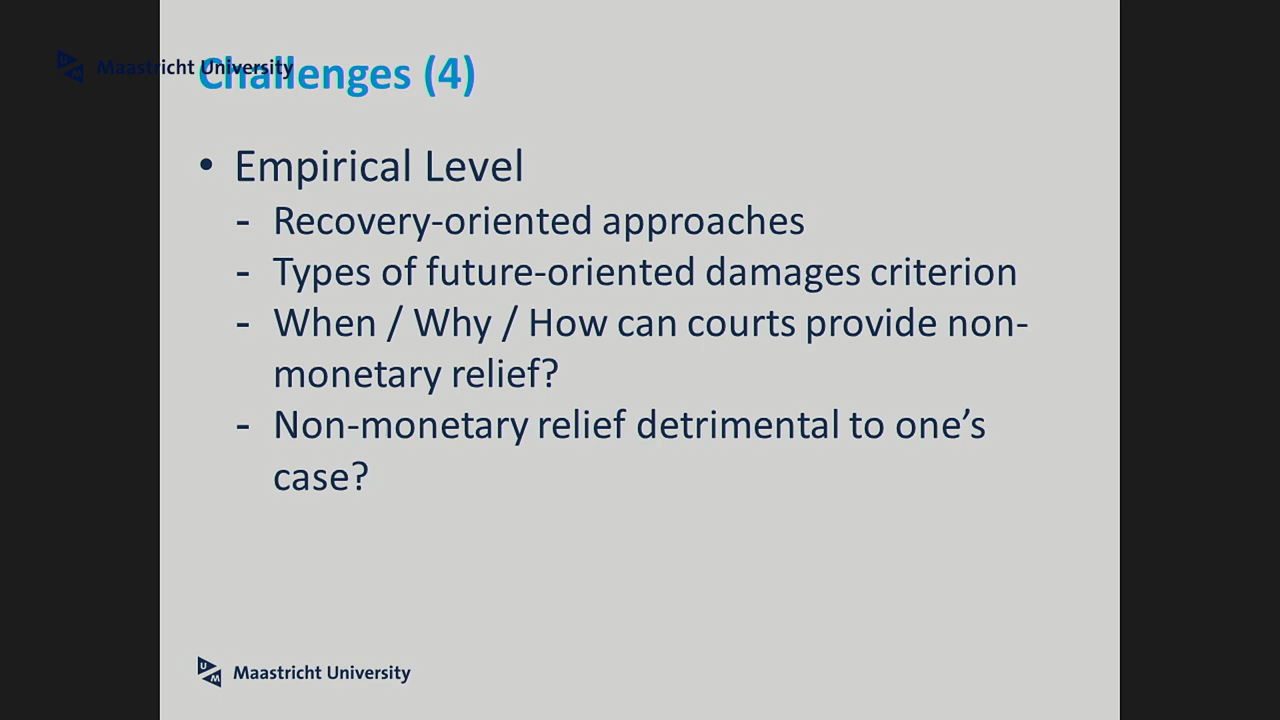 Maastricht University
Challenges (4)
• Empirical Level
- Recovery-oriented approaches
- Types of future-oriented damages criterion
- When / Why / How can courts provide non-
monetary relief?
- Non-monetary relief detrimental to one’s
case?
UM Maastricht University